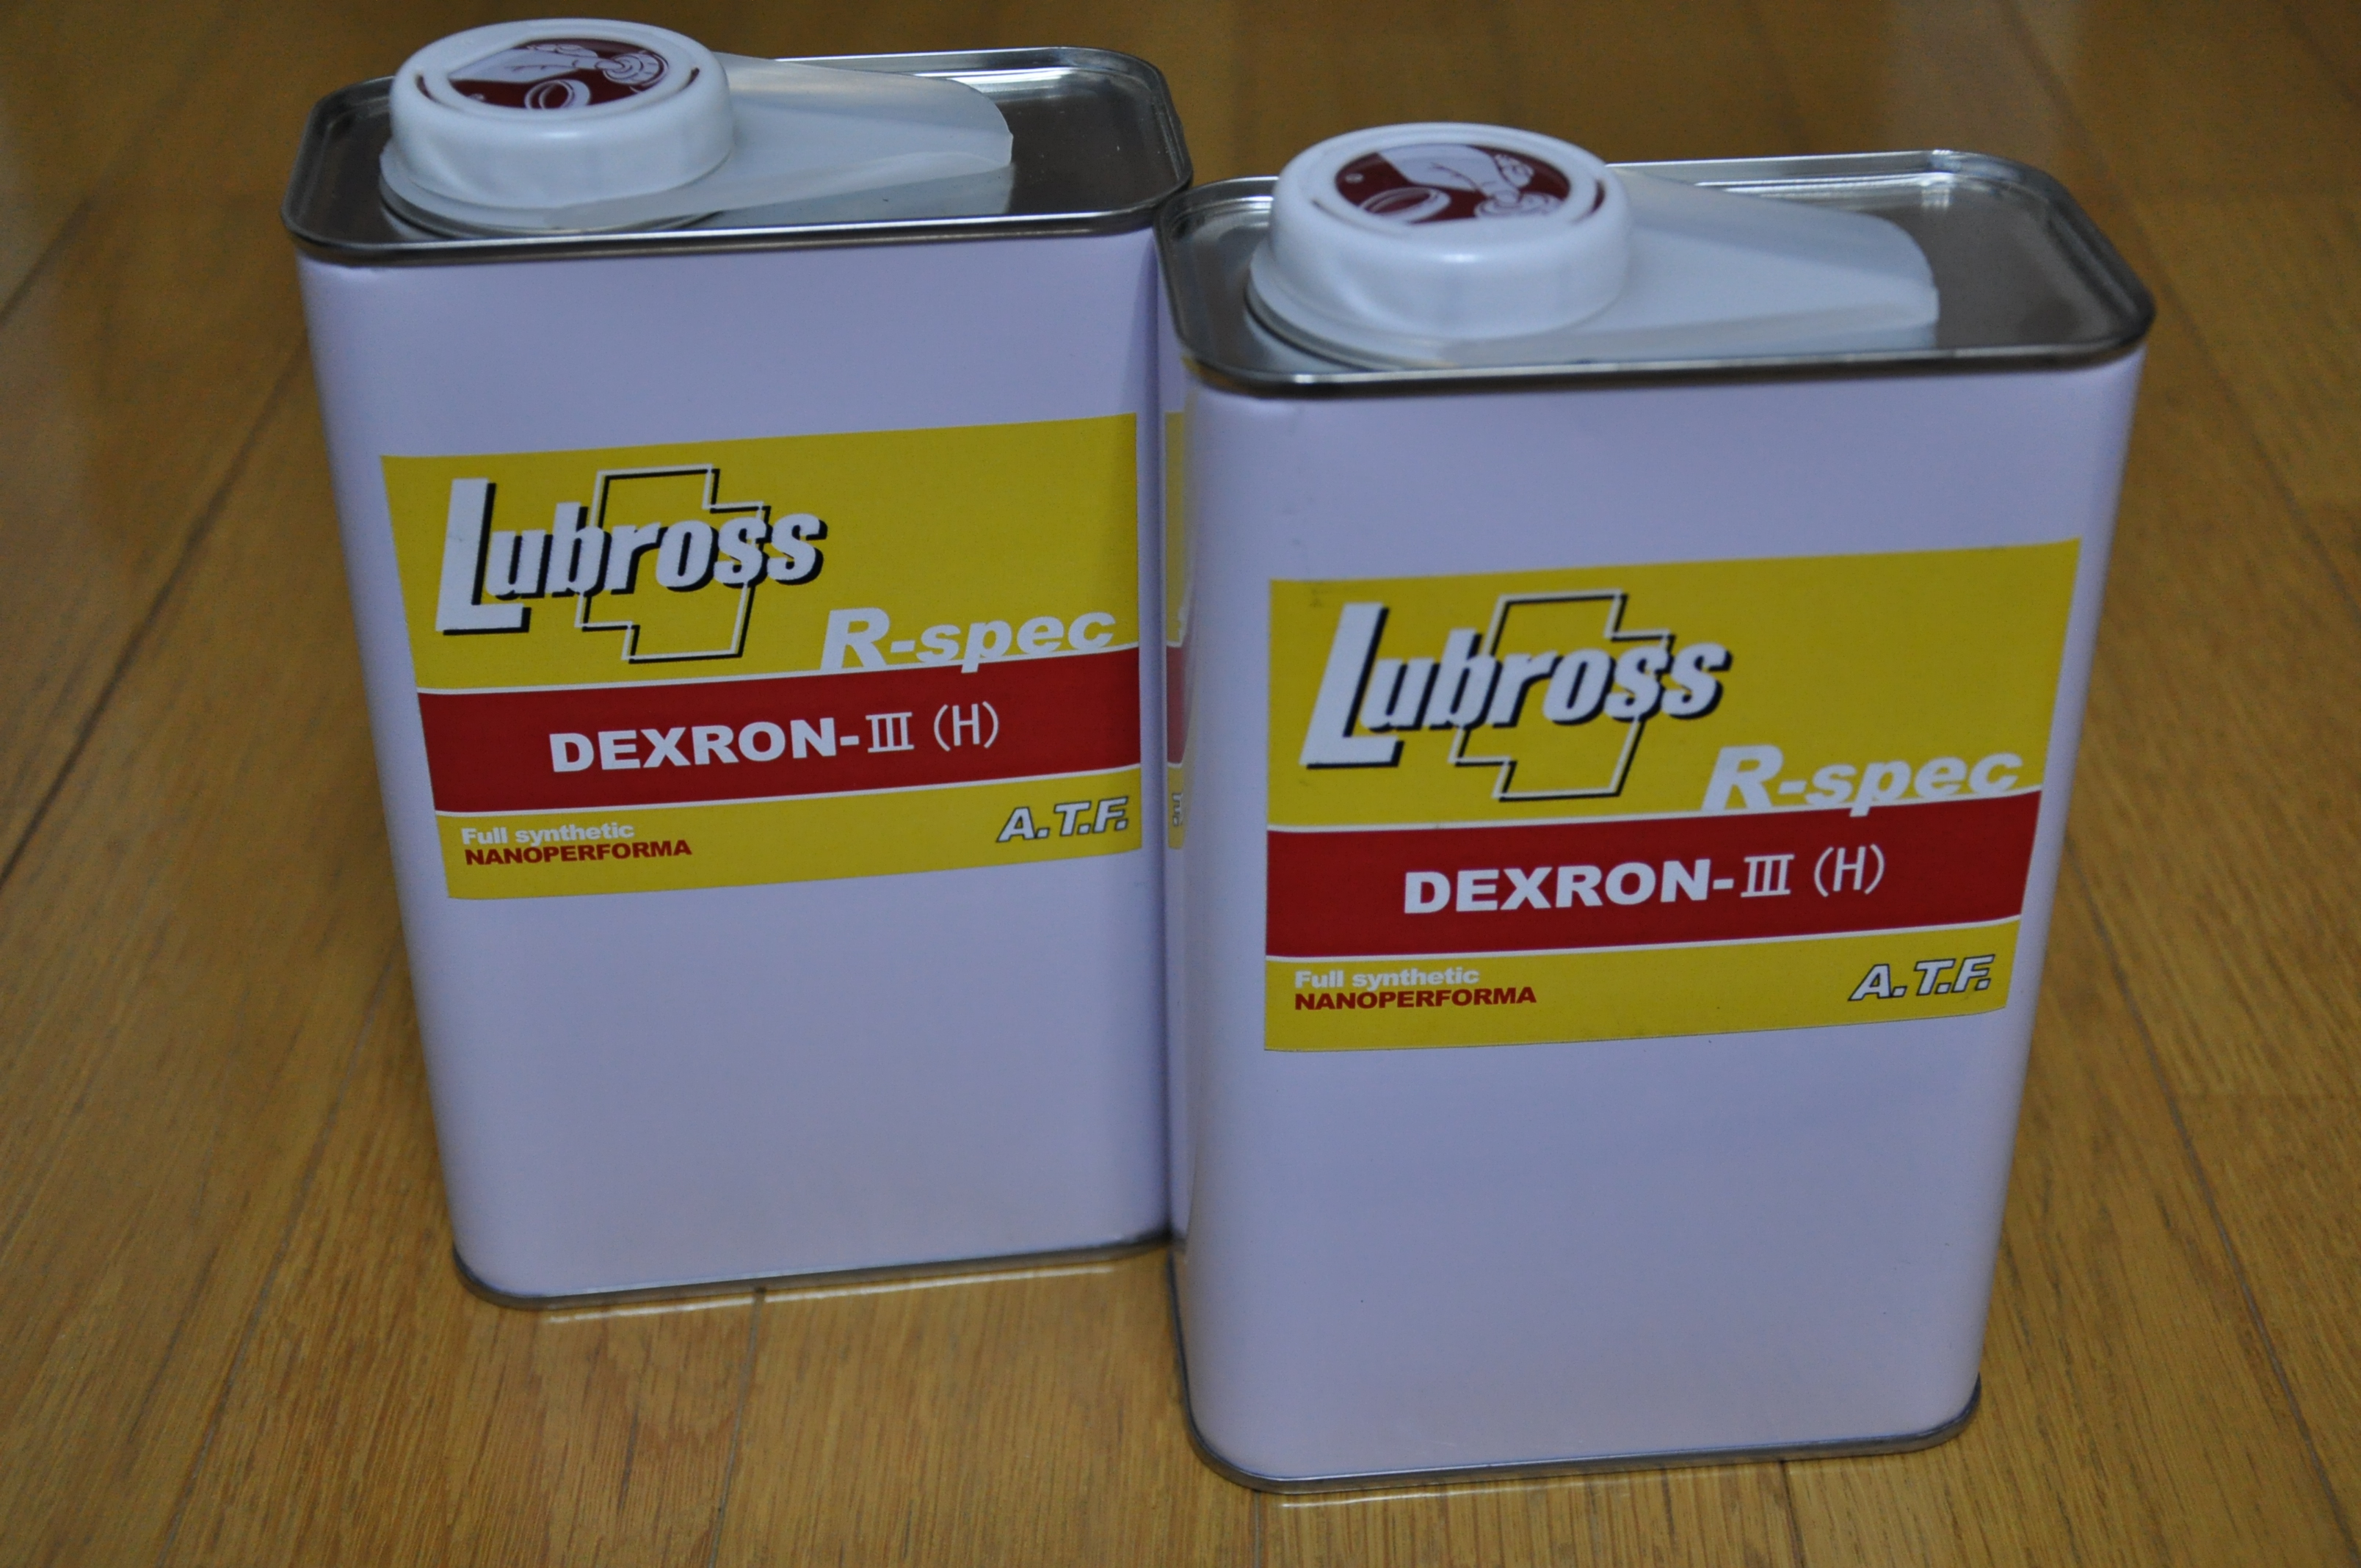 Lubross
R-spec
DEXRON-III (H)
Full synthetic
NANOPERFORMA
A.T.F.
Lubross
R-spec
DEXRON-III (H)
Full synthetic
NANOPERFORMA
A.T.F.